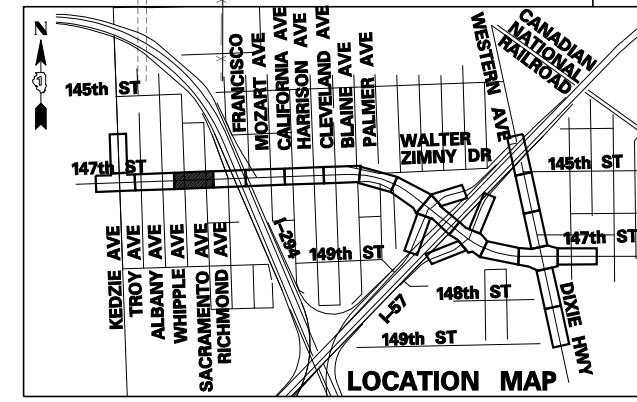 N
145th ST
147th ST
FRANCISCO
MOZART AVE
CALIFORNIA AVE
HARRISON AVE
CLEVELAND AVE
BLAINE AVE
PALMER AVE
WESTERN AVE
CANADIAN
NATIONAL
RAILROAD
WALTER
ZIMNY DR
145th ST
147th ST
KEDZIE AVE
TROY AVE
ALBANY AVE
WHIPPLE AVE
SACRAMENTO AVE
RICHMOND AVE
I-294
149th ST
I-57
148th ST
149th ST
DIXIE HWY
LOCATION MAP